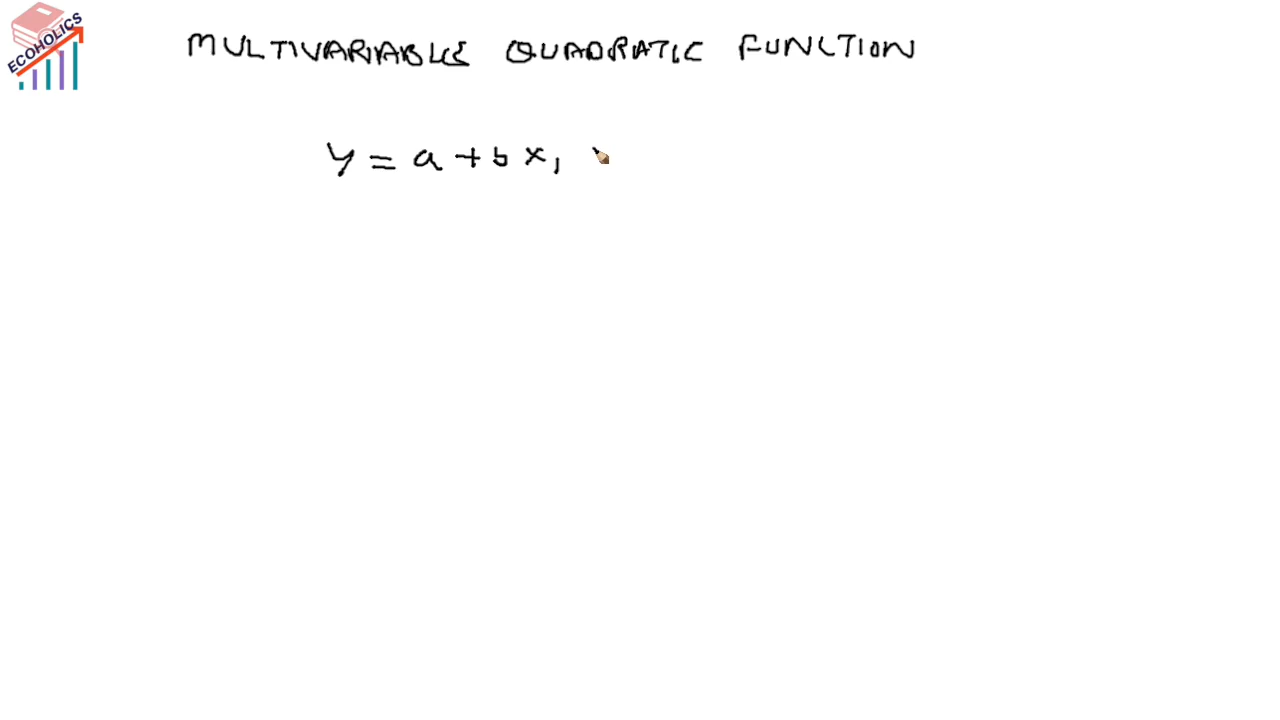 ECOHOLICS
MULTIVARIABLE QUADRATIC FUNCTION
y = a + b x₁